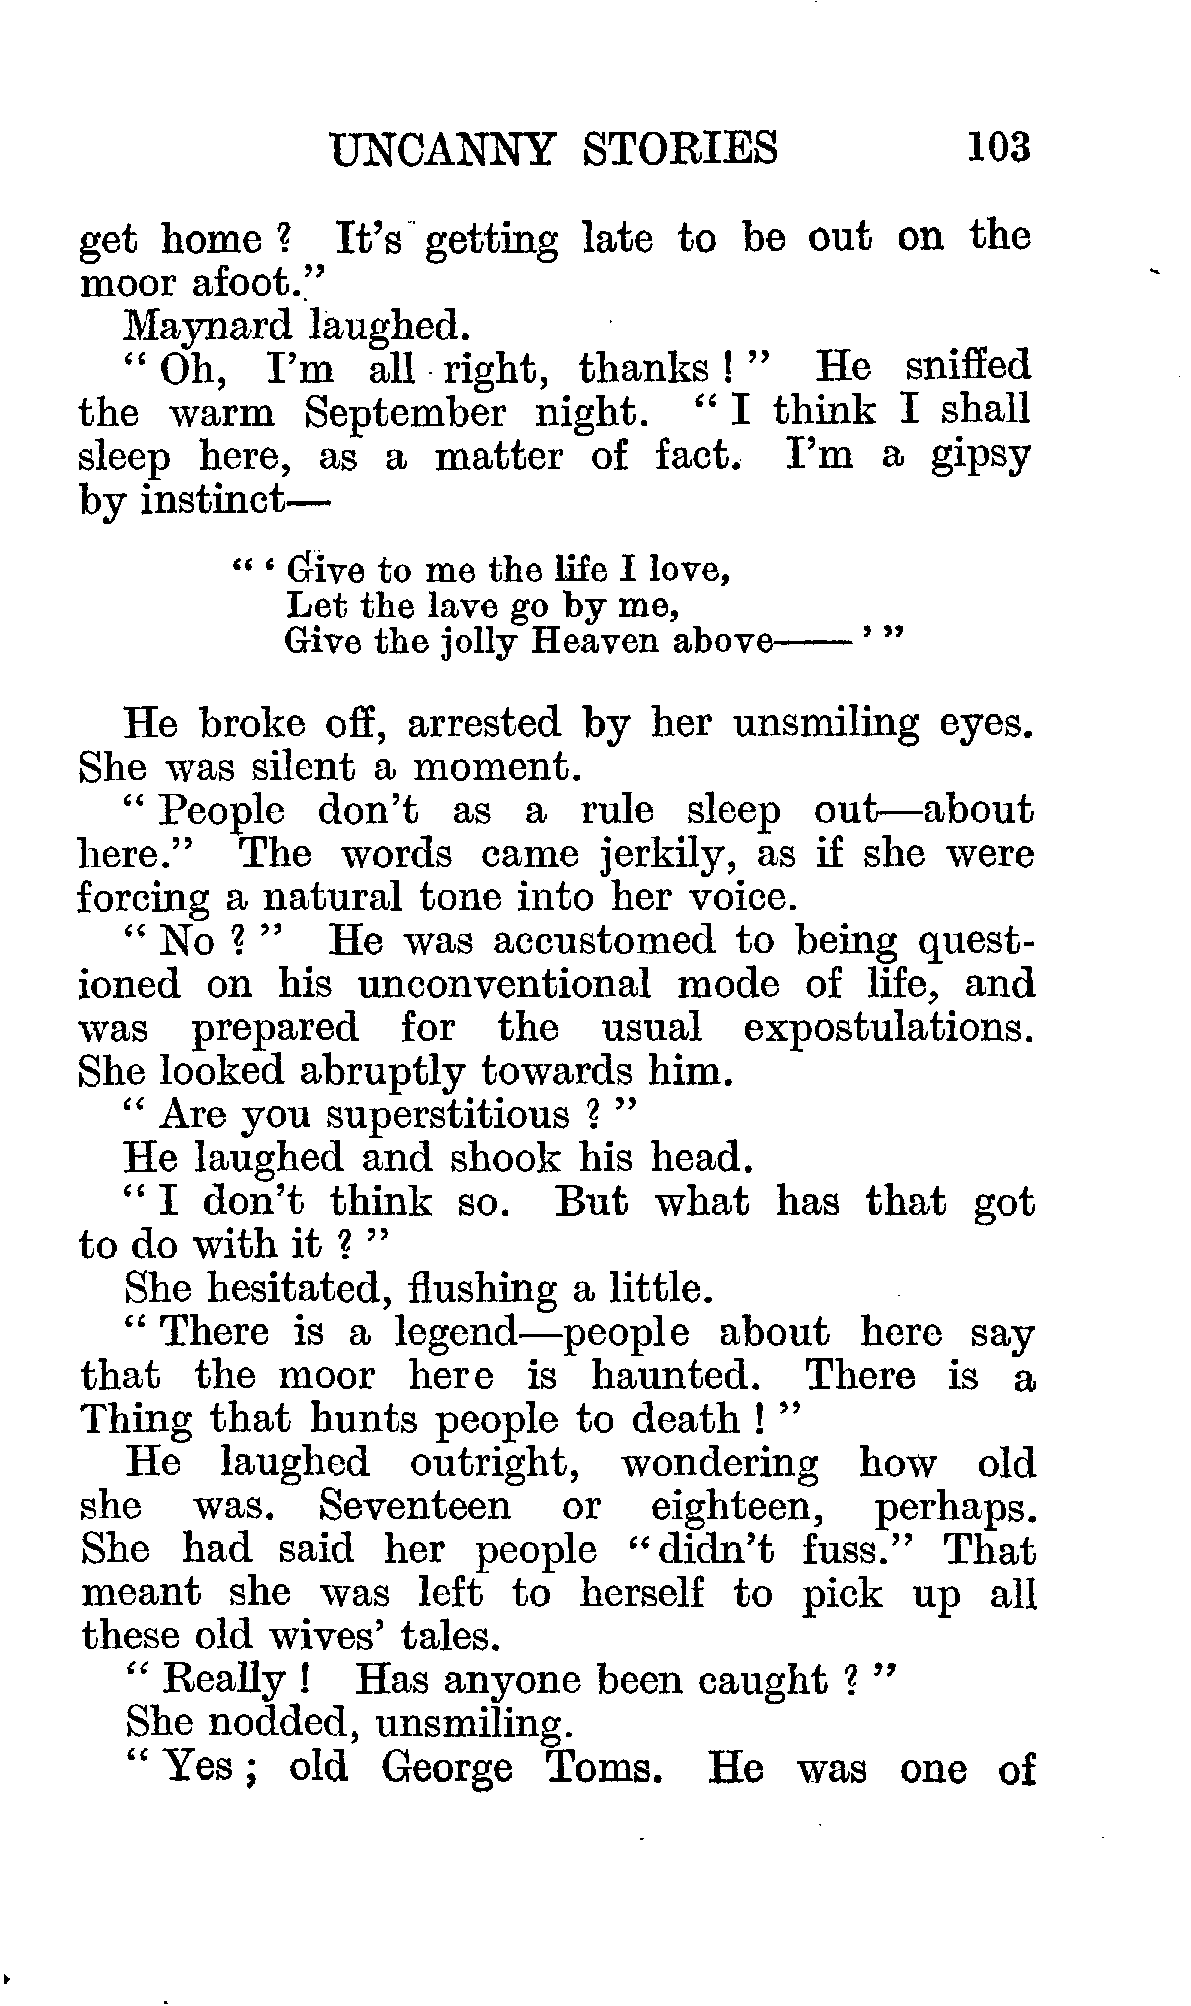 UNCANNY STORIES 103
get home ? It's getting late to be out on the
moor afoot."
Maynard laughed.
" Oh, I'm all right, thanks ! " He sniffed
the warm September night. " I think I shall
sleep here, as a matter of fact. I'm a gipsy
by instinct—
" ' Give to me the life I love,
Let the lave go by me,
Give the jolly Heaven above—— ' "
He broke off, arrested by her unsmiling eyes.
She was silent a moment.
" People don't as a rule sleep out—about
here." The words came jerkily, as if she were
forcing a natural tone into her voice.
" No ? " He was accustomed to being quest-
ioned on his unconventional mode of life, and
was prepared for the usual expostulations.
She looked abruptly towards him.
" Are you superstitious ? "
He laughed and shook his head.
" I don't think so. But what has that got
to do with it ? "
She hesitated, flushing a little.
" There is a legend—people about here say
that the moor here is haunted. There is a
Thing that hunts people to death ! "
He laughed outright, wondering how old
she was. Seventeen or eighteen, perhaps.
She had said her people " didn't fuss." That
meant she was left to herself to pick up all
these old wives' tales.
" Really ! Has anyone been caught ? "
She nodded, unsmiling.
" Yes ; old George Toms. He was one of